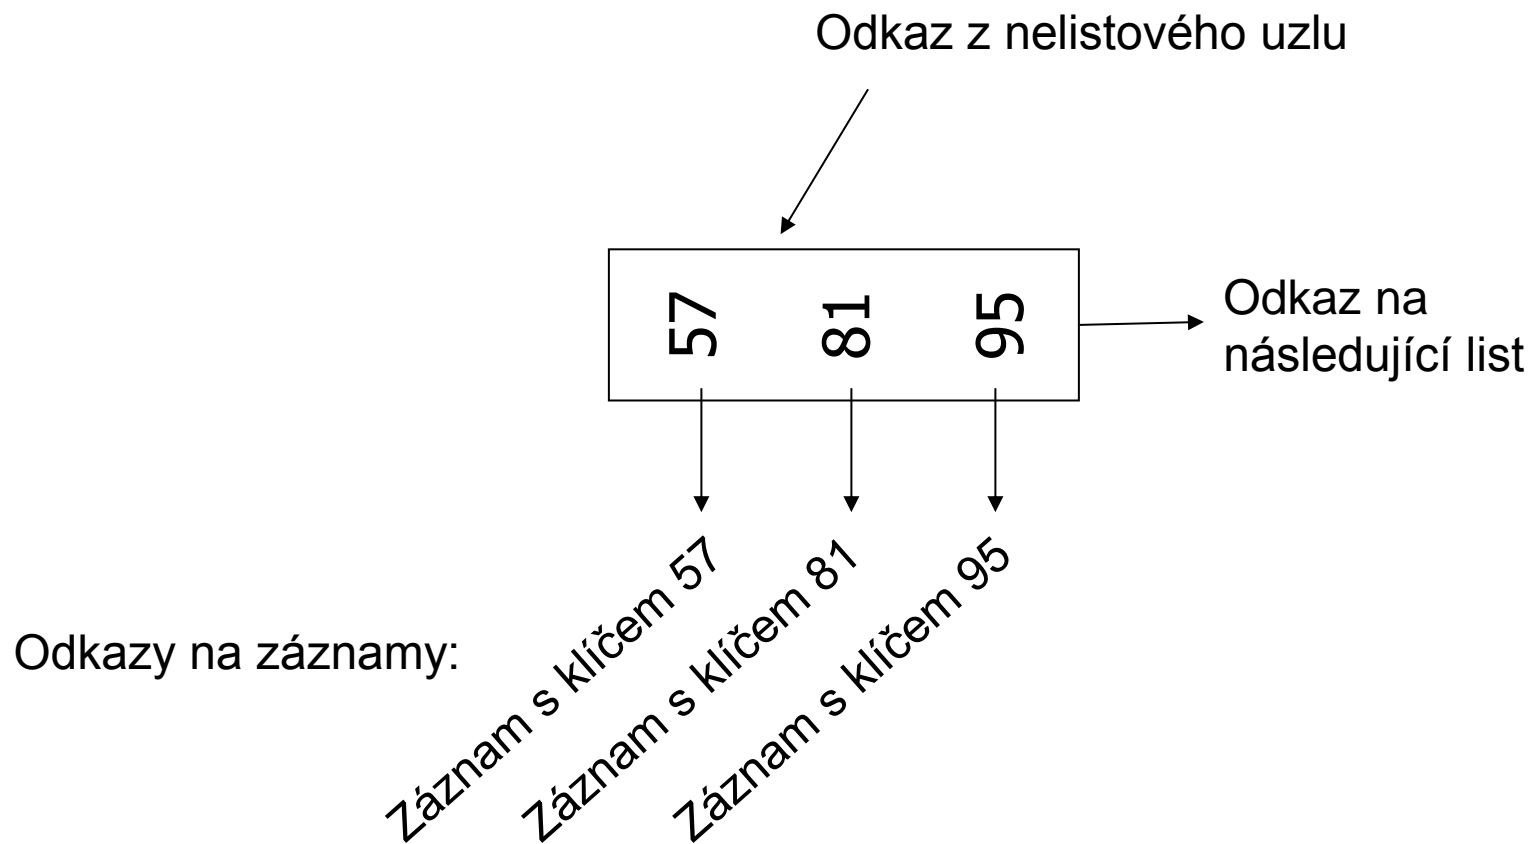 Odkaz z nelistového uzlu
57
81
95
Odkaz na
následující list
Odkazy na záznamy:
Záznam s klíčem 57
Záznam s klíčem 81
Záznam s klíčem 95